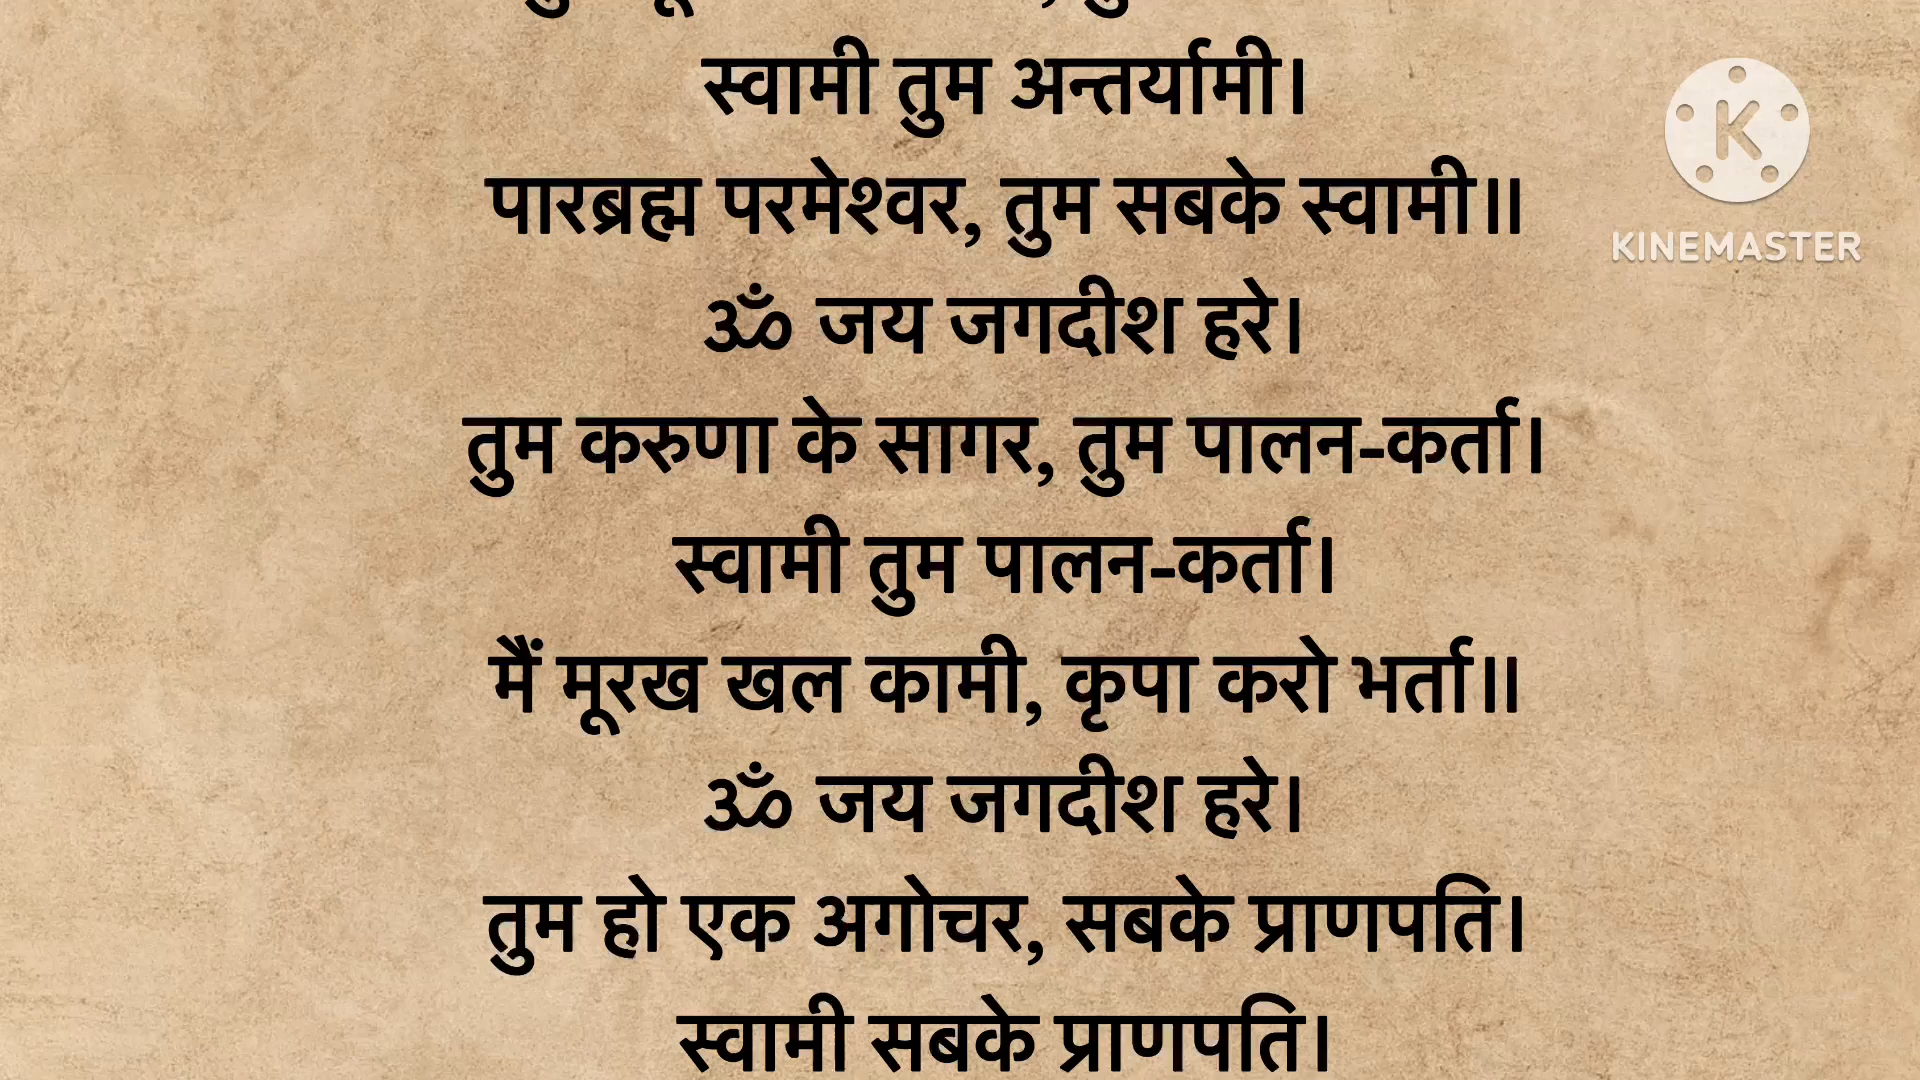 स्वामी तुम अन्तर्यामी।
पारब्रह्म परमेश्वर, तुम सबके स्वामी॥
ॐ जय जगदीश हरे।
तुम करुणा के सागर, तुम पालन-कर्ता।
स्वामी तुम पालन-कर्ता।
मैं मूरख खल कामी, कृपा करो भर्ता॥
ॐ जय जगदीश हरे।
तुम हो एक अगोचर, सबके प्राणपति।
स्वामी सबके प्राणपति।
K
KINEMASTER